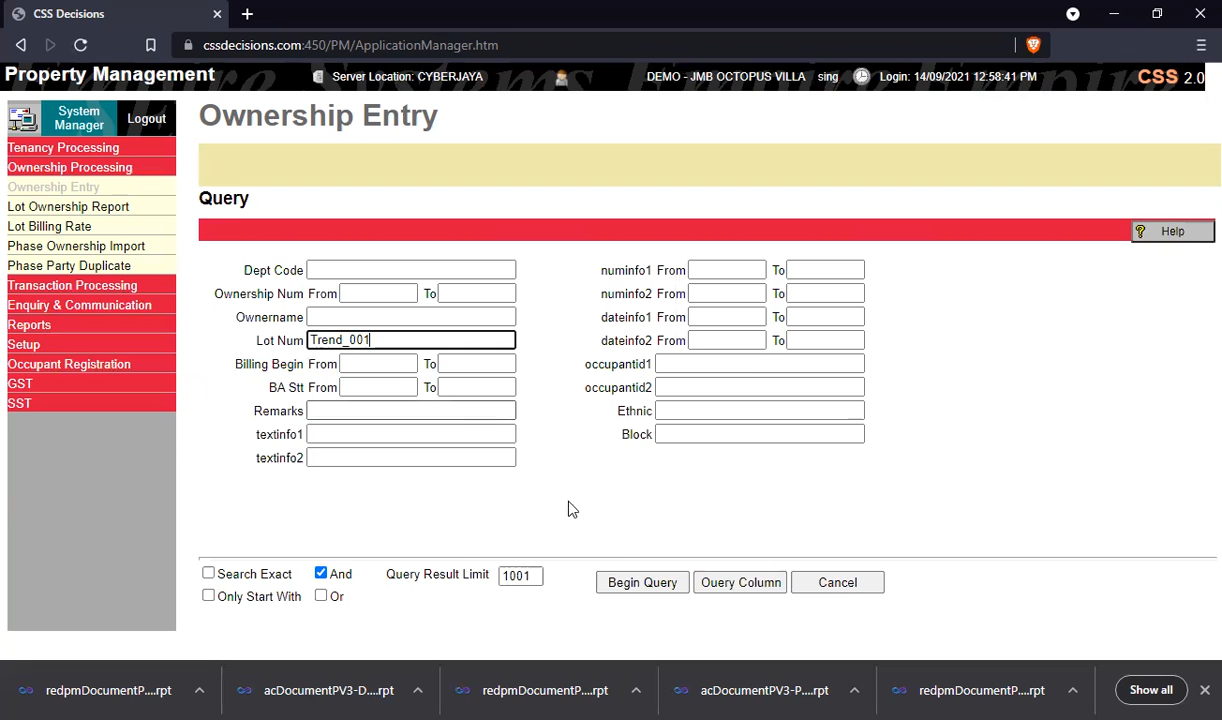 CSS Decisions
cssdecisions.com:450/PM/ApplicationManager.htm
Property Management
Server Location: CYBERJAYA
DEMO - JMB OCTOPUS VILLA sing
Login: 14/09/2021 12:58:41 PM
CSS 2.0
System Manager
Logout
Tenancy Processing
Ownership Processing
Ownership Entry
Lot Ownership Report
Lot Billing Rate
Phase Ownership Import
Phase Party Duplicate
Transaction Processing
Enquiry & Communication
Reports
Setup
Occupant Registration
GST
SST
Ownership Entry
Query
? Help
Dept Code
Ownership Num From To
Ownername
Lot Num Trend_001
Billing Begin From To
BA Stt From To
Remarks
textinfo1
textinfo2
numinfo1 From To
numinfo2 From To
dateinfo1 From To
dateinfo2 From To
occupantid1
occupantid2
Ethnic
Block
Search Exact And Query Result Limit 1001
Only Start With Or
Begin Query Query Column Cancel
redpmDocumentP....rpt
acDocumentPV3-D....rpt
redpmDocumentP....rpt
acDocumentPV3-P....rpt
redpmDocumentP....rpt
Show all